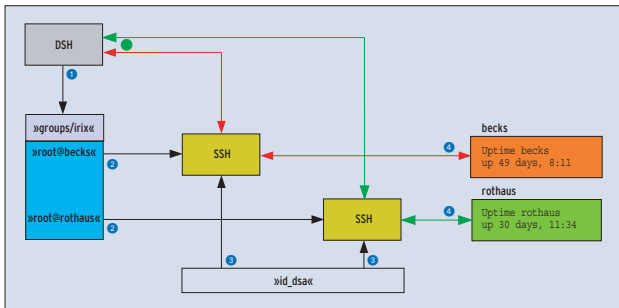 DSH
1
»groups/irix«
»root@becks«
2
SSH
4
becks
Uptime becks
up 49 days, 8:11
»root@rothaus«
2
SSH
4
rothaus
Uptime rothaus
up 30 days, 11:34
3
3
»id_dsa«